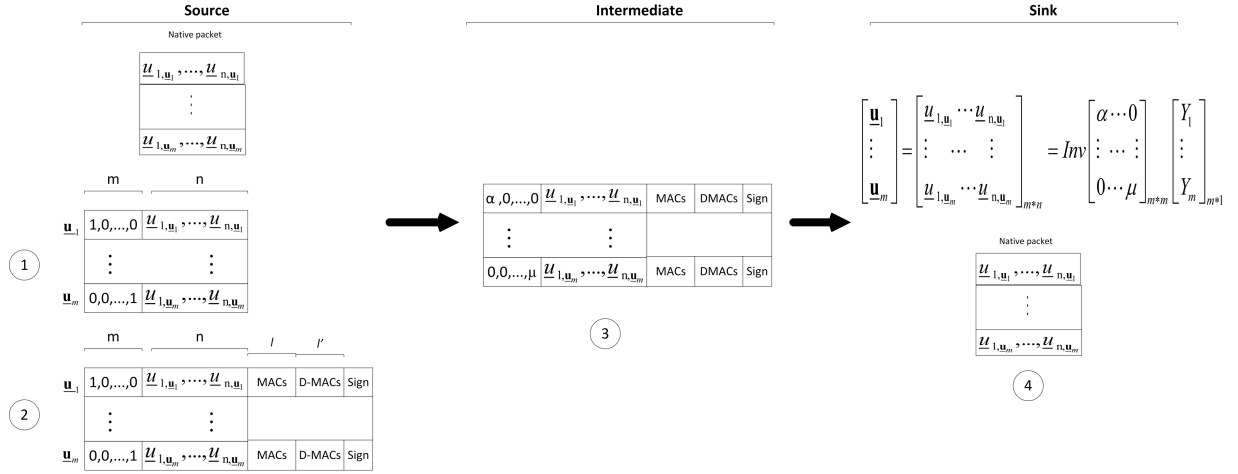 Source
Native packet
u 1,u₁ ,..., u n,u₁
⋮
u 1,uₘ ,..., u n,uₘ
m n
u₁ 1,0,...,0 u 1,u₁ ,..., u n,u₁
⋮ ⋮
uₘ 0,0,...,1 u 1,uₘ ,..., u n,uₘ
1
m n l l'
u₁ 1,0,...,0 u 1,u₁ ,..., u n,u₁ MACs D-MACs Sign
⋮ ⋮
uₘ 0,0,...,1 u 1,uₘ ,..., u n,uₘ MACs D-MACs Sign
2
Intermediate
α ,0,...,0 u 1,u₁ ,..., u n,u₁ MACs DMACs Sign
⋮ ⋮
0,0,...,μ u 1,uₘ ,..., u n,uₘ MACs DMACs Sign
3
Sink
[u₁ ⋮ uₘ] = [u 1,u₁ ⋯ u n,u₁ ⋮ ⋯ ⋮ u 1,uₘ ⋯ u n,uₘ] m*n = Inv [α ⋯ 0 ⋮ ⋯ ⋮ 0 ⋯ μ] m*m [Y₁ ⋮ Yₘ] m*1
Native packet
u 1,u₁ ,..., u n,u₁
⋮
u 1,uₘ ,..., u n,uₘ
4